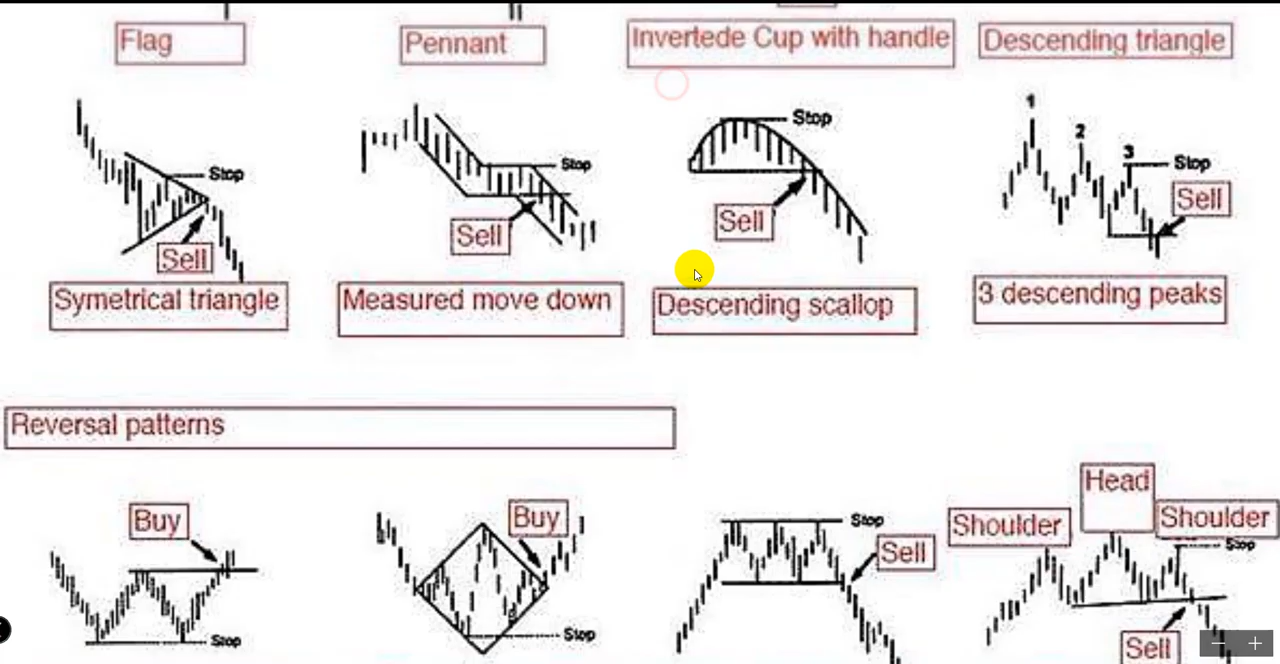 Flag
Pennant
Invertede Cup with handle
Descending triangle
Stop
Sell
Symetrical triangle
Stop
Sell
Measured move down
Stop
Sell
Descending scallop
1
2
3
Stop
Sell
3 descending peaks
Reversal patterns
Buy
Stop
Buy
Stop
Stop
Sell
Shoulder
Head
Shoulder
Stop
Sell